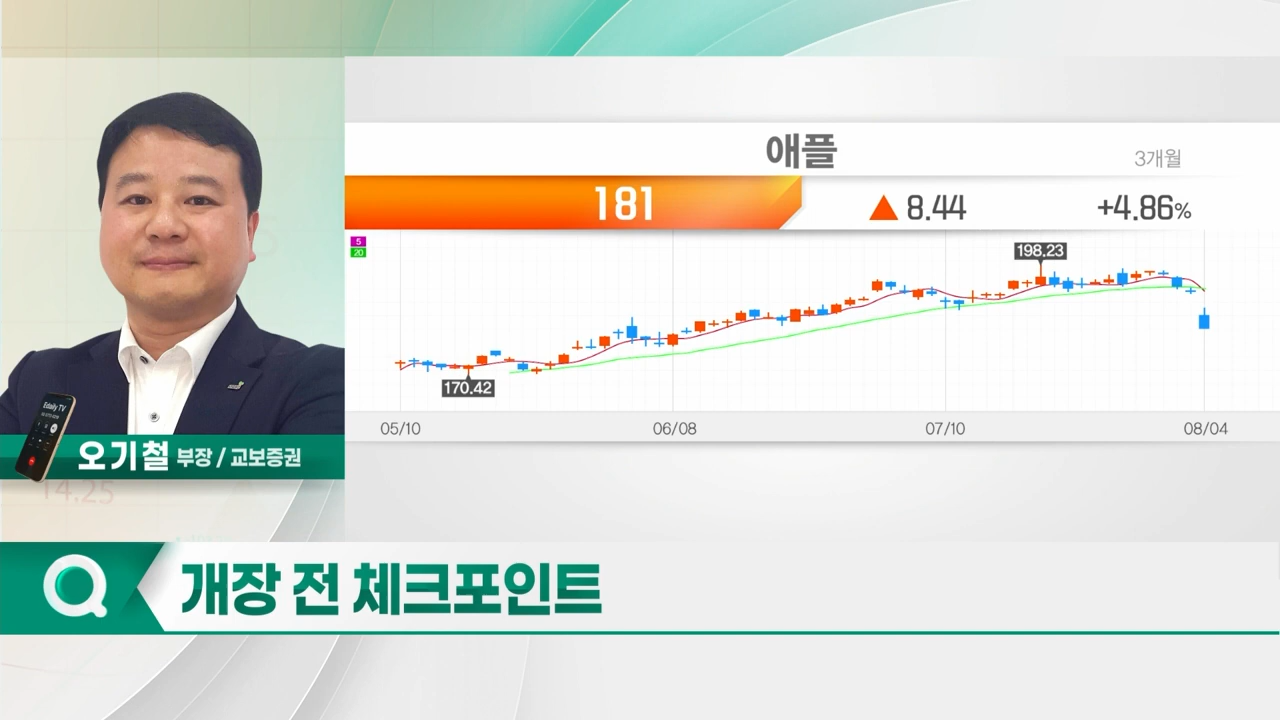 애플
3개월
181
▲ 8.44
+4.86%
5
20
198.23
170.42
05/10
06/08
07/10
08/04
Edaily TV
오기철 부장 / 교보증권
14.25
개장 전 체크포인트